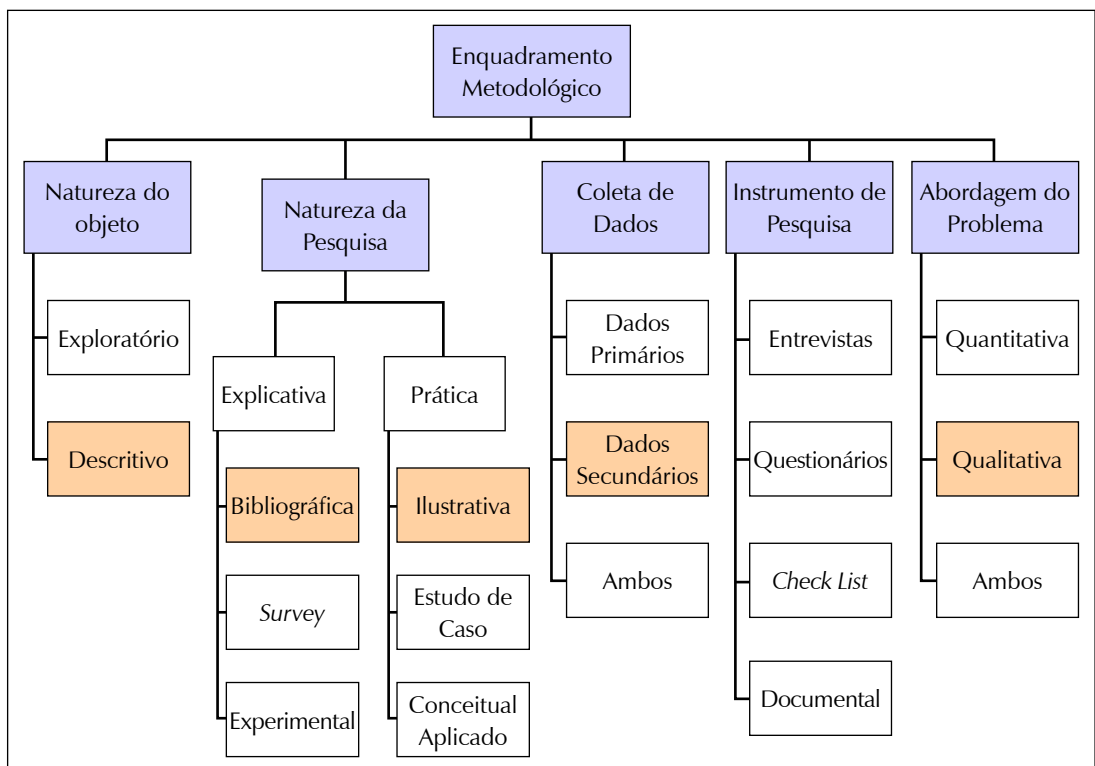 Enquadramento
Metodológico
Natureza do
objeto
Exploratório
Descritivo
Natureza da
Pesquisa
Explicativa
Bibliográfica
Survey
Experimental
Prática
Ilustrativa
Estudo de
Caso
Conceitual
Aplicado
Coleta de
Dados
Dados
Primários
Dados
Secundários
Ambos
Instrumento de
Pesquisa
Entrevistas
Questionários
Check List
Documental
Abordagem do
Problema
Quantitativa
Qualitativa
Ambos